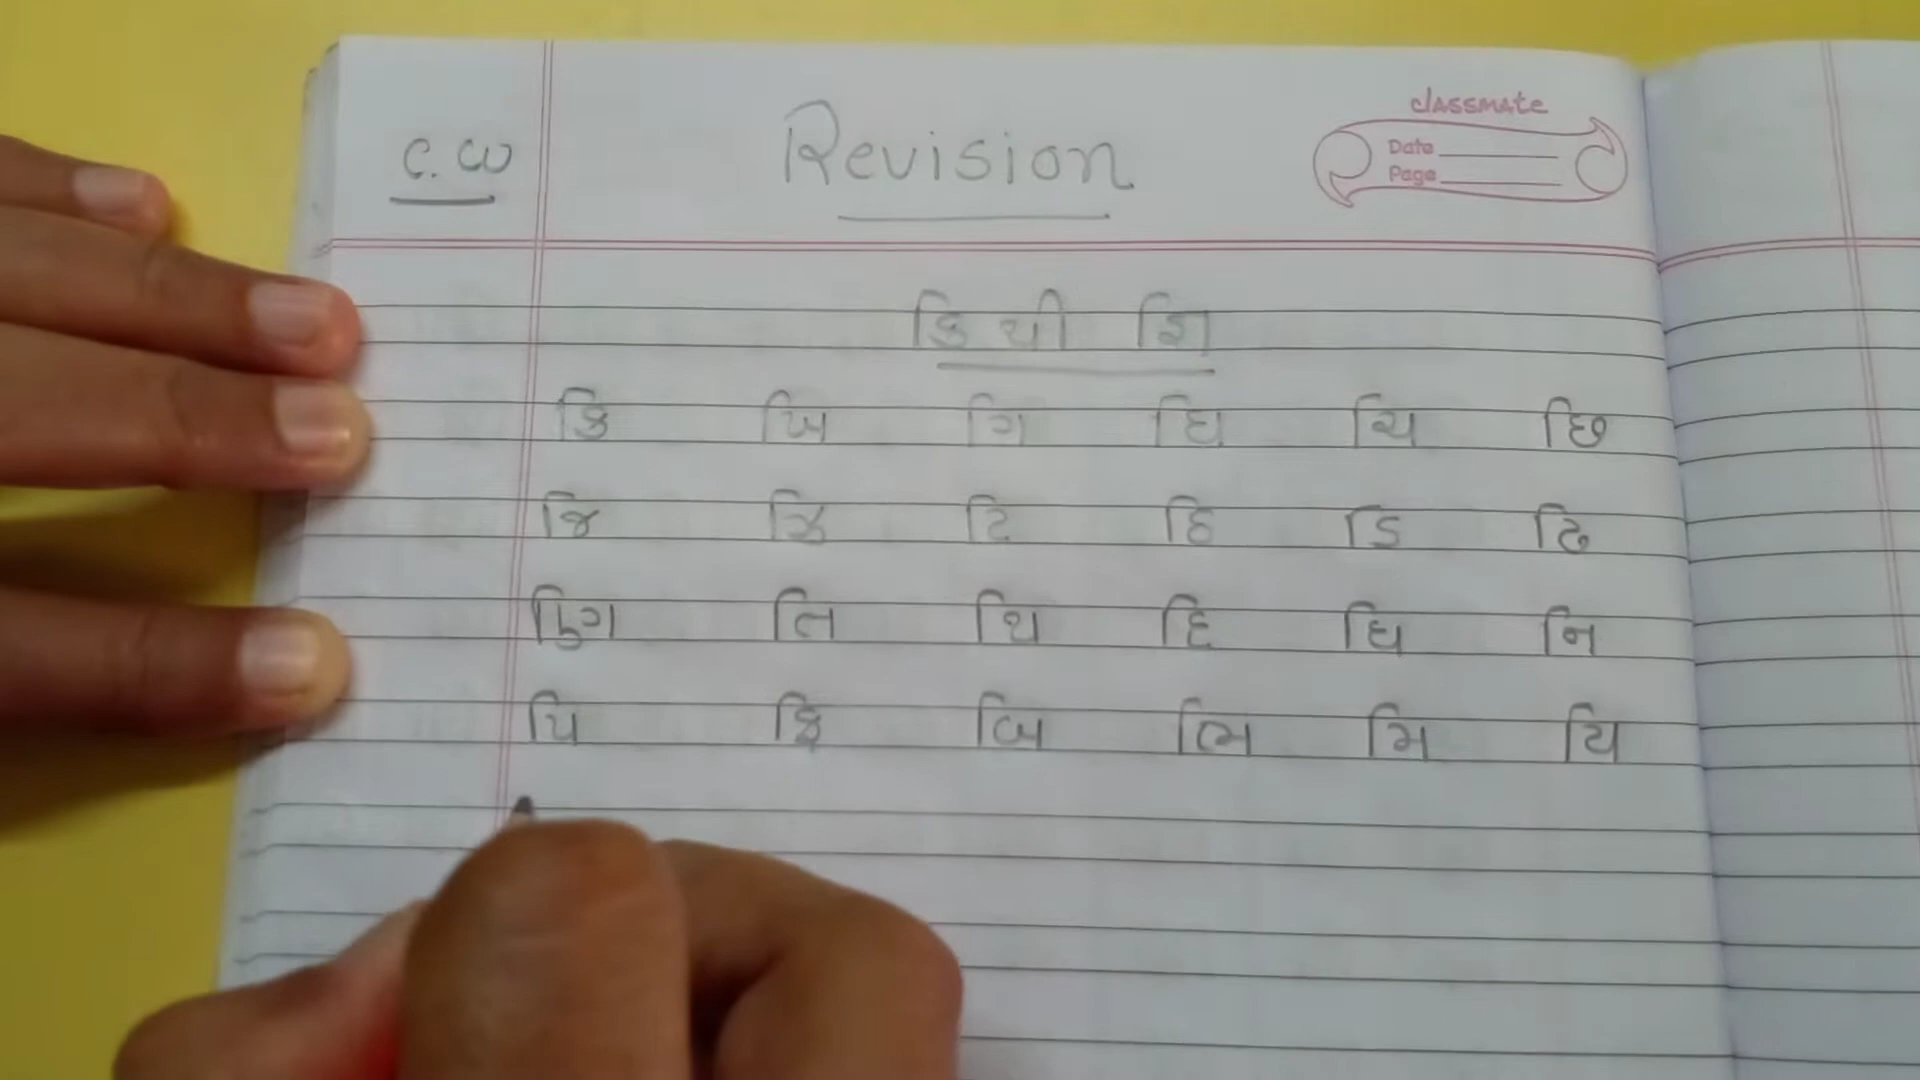 classmate
C.W Revision
Date
Page
કિ થી જ્ઞિ
કિ ખિ ગિ ઘિ ચિ છિ
જિ ઝિ ટિ ઠિ ડિ ઢિ
ણિ તિ થિ દિ ધિ નિ
પિ ફિ બિ ભિ મિ યિ